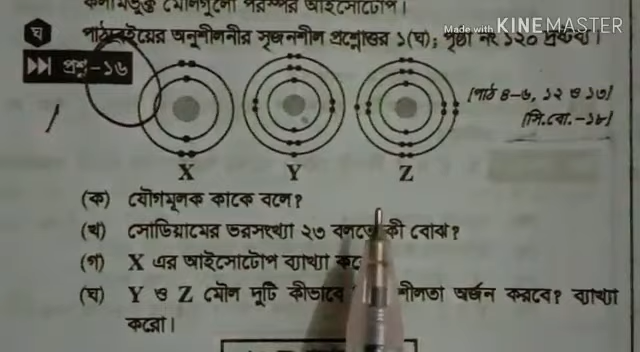 Made with KINEMASTER
পাঠ্যবইয়ের অনুশীলনীর সৃজনশীল প্রশ্নোত্তর ১(ঘ); পৃষ্ঠা নং ১২০ দ্রষ্টব্য।
ঘ
প্রশ্ন-১৬
[পাঠ ৪-৬, ১২ ও ১৩]
[সি.বো.-১৮]
X Y Z
(ক) যৌগমূলক কাকে বলে?
(খ) সোডিয়ামের ভরসংখ্যা ২৩ বলতে কী বোঝ?
(গ) X এর আইসোটোপ ব্যাখ্যা
(ঘ) Y ও Z মৌল দুটি কীভাবে অর্জন করবে? ব্যাখ্যা
করো।